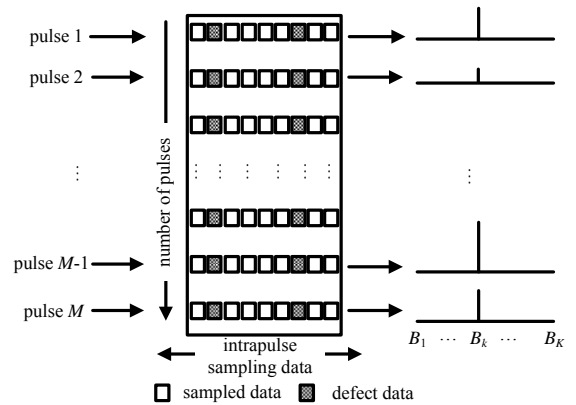 pulse 1
pulse 2
⋮
pulse M-1
pulse M
number of pulses
⋮ ⋮ ⋮ ⋮ ⋮ ⋮
⋮
B1 ··· Bk ··· BK
intrapulse
sampling data
sampled data
defect data